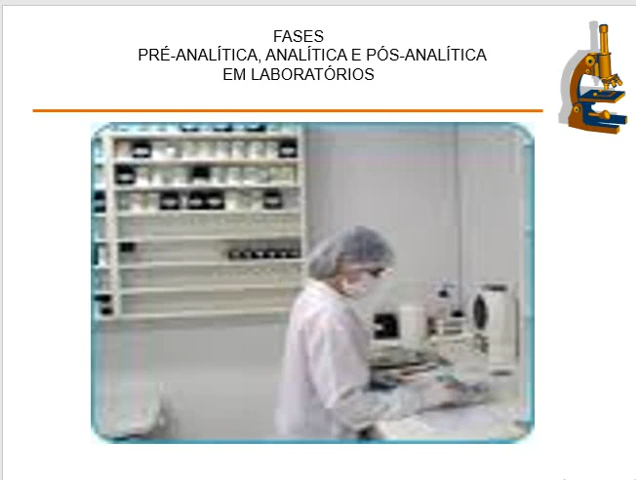 FASES
PRÉ-ANALÍTICA, ANALÍTICA E PÓS-ANALÍTICA
EM LABORATÓRIOS